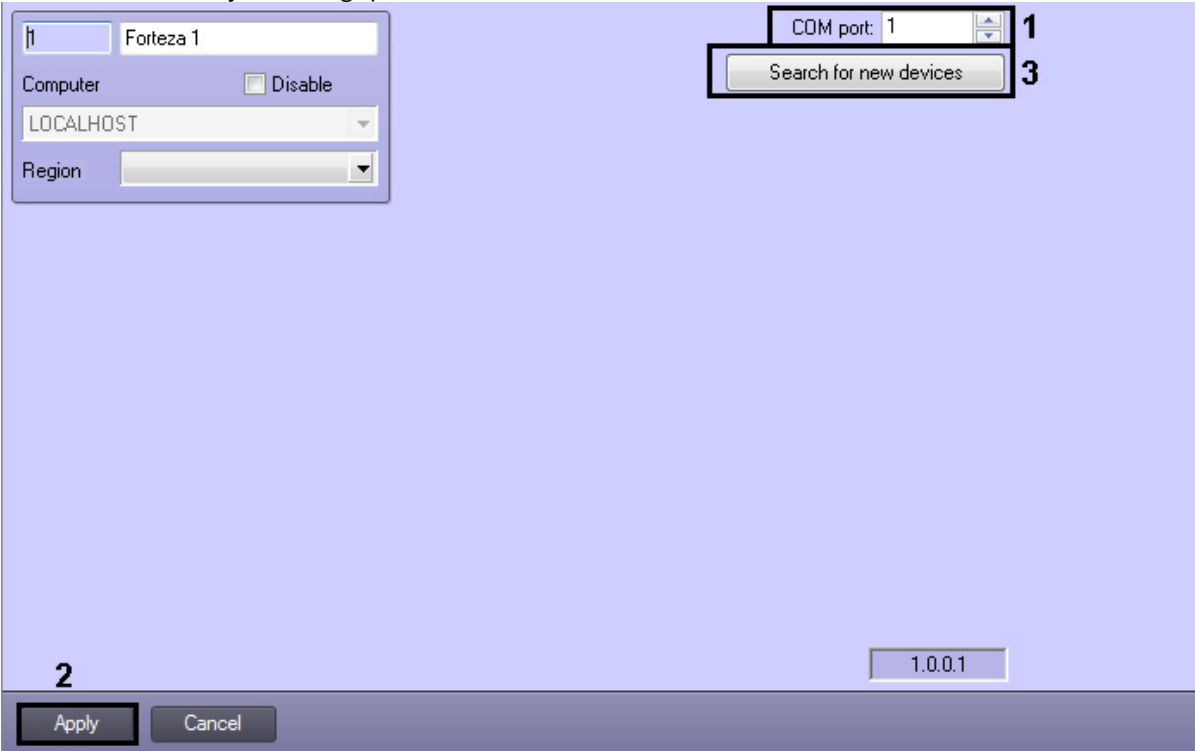 1 Forteza 1
Computer Disable
LOCALHOST
Region
COM port: 1 1
Search for new devices 3
1.0.0.1
2
Apply Cancel